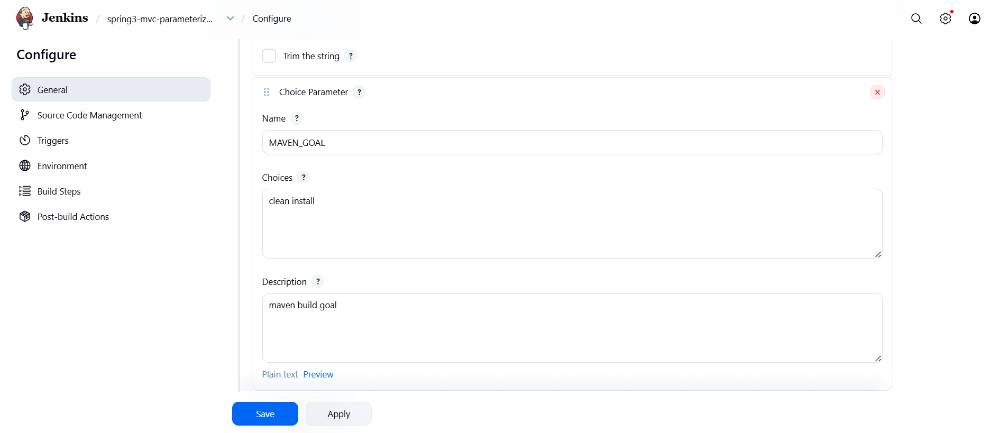 Jenkins / spring3-mvc-parameteriz... / Configure
Configure
General
Source Code Management
Triggers
Environment
Build Steps
Post-build Actions
Trim the string ?
Choice Parameter ?
Name ?
MAVEN_GOAL
Choices ?
clean install
Description ?
maven build goal
Plain text Preview
Save Apply